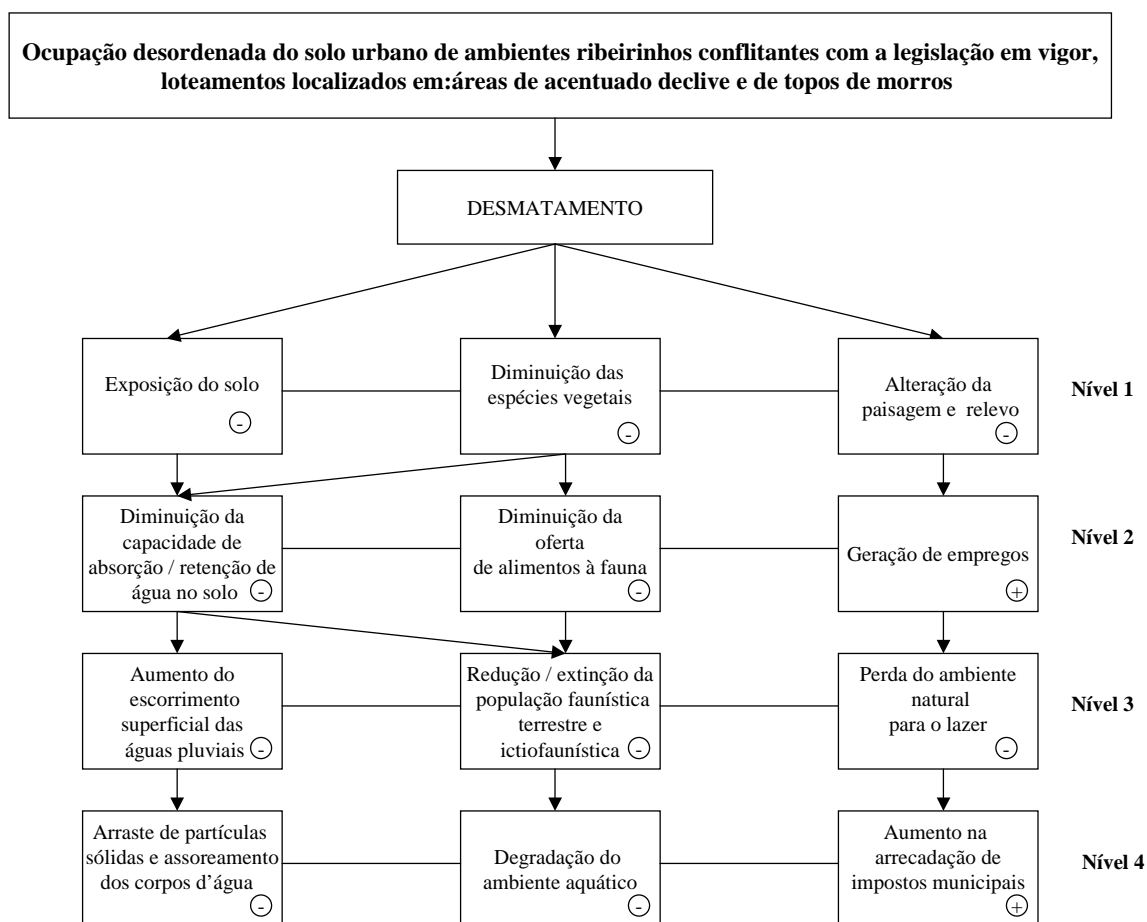 Ocupação desordenada do solo urbano de ambientes ribeirinhos conflitantes com a legislação em vigor,
loteamentos localizados em:áreas de acentuado declive e de topos de morros
DESMATAMENTO
Exposição do solo
-
Diminuição das
espécies vegetais
-
Alteração da
paisagem e relevo
-
Nível 1
Diminuição da
capacidade de
absorção / retenção de
água no solo
-
Diminuição da
oferta
de alimentos à fauna
-
Geração de empregos
+
Nível 2
Aumento do
escorrimento
superficial das
águas pluviais
-
Redução / extinção da
população faunística
terrestre e
ictiofaunística
-
Perda do ambiente
natural
para o lazer
-
Nível 3
Arraste de partículas
sólidas e assoreamento
dos corpos d’água
-
Degradação do
ambiente aquático
-
Aumento na
arrecadação de
impostos municipais
+
Nível 4